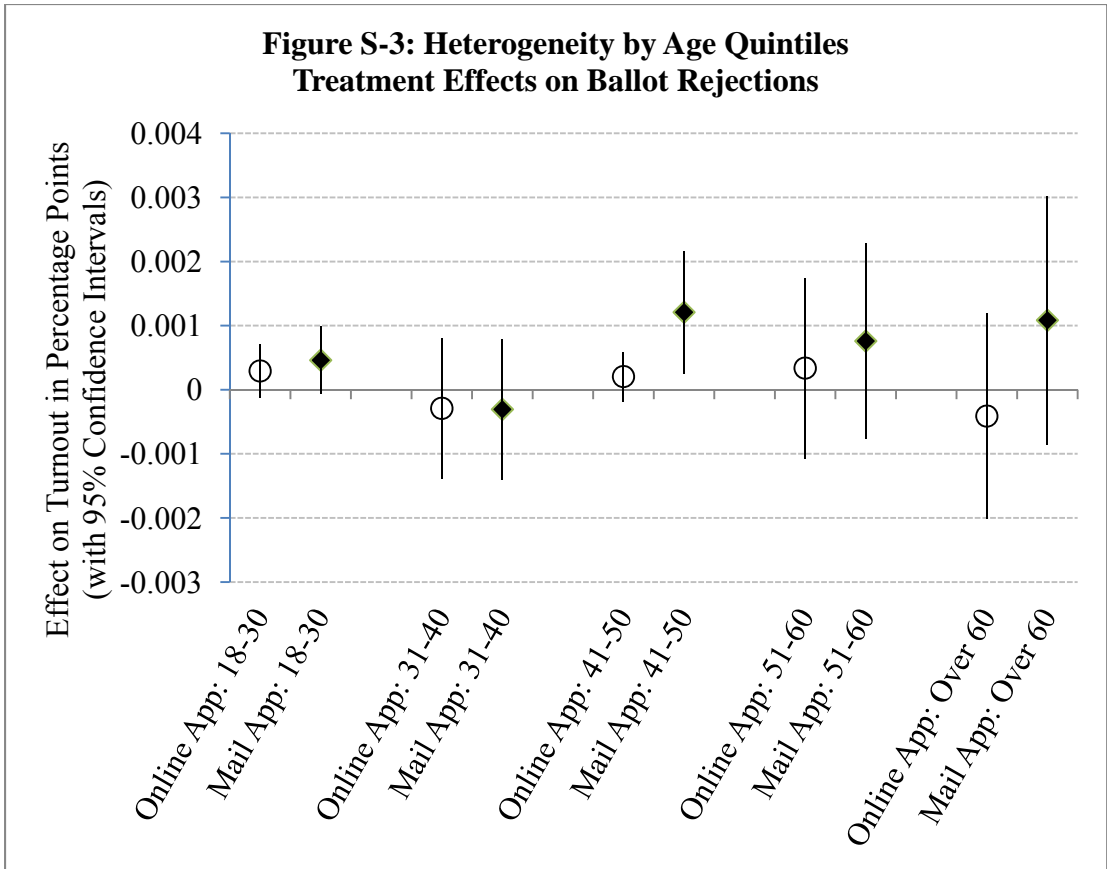 Figure S-3: Heterogeneity by Age Quintiles
Treatment Effects on Ballot Rejections
Effect on Turnout in Percentage Points
(with 95% Confidence Intervals)
0.004
0.003
0.002
0.001
0
-0.001
-0.002
-0.003
Online App: 18-30
Mail App: 18-30
Online App: 31-40
Mail App: 31-40
Online App: 41-50
Mail App: 41-50
Online App: 51-60
Mail App: 51-60
Online App: Over 60
Mail App: Over 60